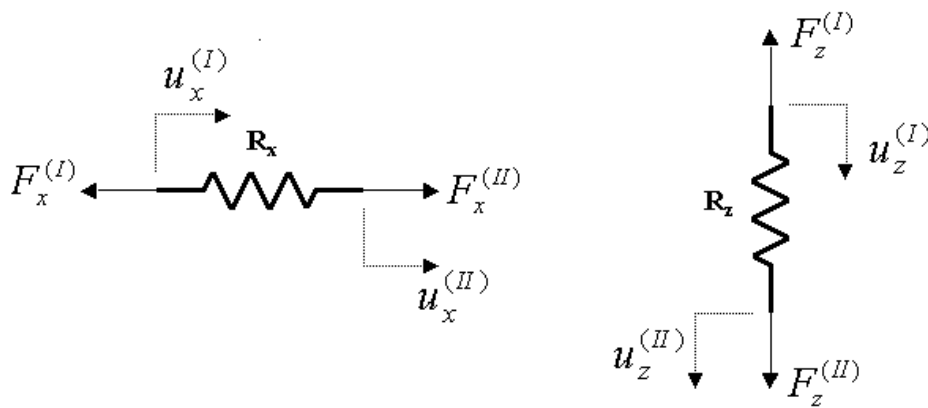 u_x^{(I)}
R_x
F_x^{(I)}
F_x^{(II)}
u_x^{(II)}
F_z^{(I)}
u_z^{(I)}
R_z
u_z^{(II)}
F_z^{(II)}